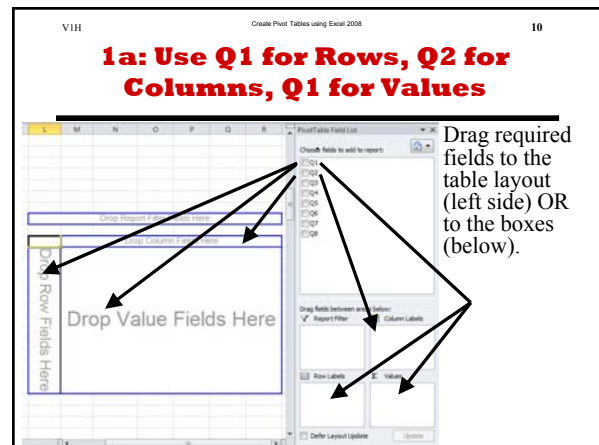 V1H
Create Pivot Tables using Excel 2008
10
1a: Use Q1 for Rows, Q2 for
Columns, Q1 for Values
L M N O P Q R
Drop Report Filter Fields Here
Drop Column Fields Here
Drop Row Fields Here
Drop Value Fields Here
PivotTable Field List
Choose fields to add to report:
Q1
Q2
Q3
Q4
Q5
Q6
Q7
Q8
Drag fields between areas below:
Report Filter
Column Labels
Row Labels
Σ Values
Defer Layout Update
Update
Drag required
fields to the
table layout
(left side) OR
to the boxes
(below).